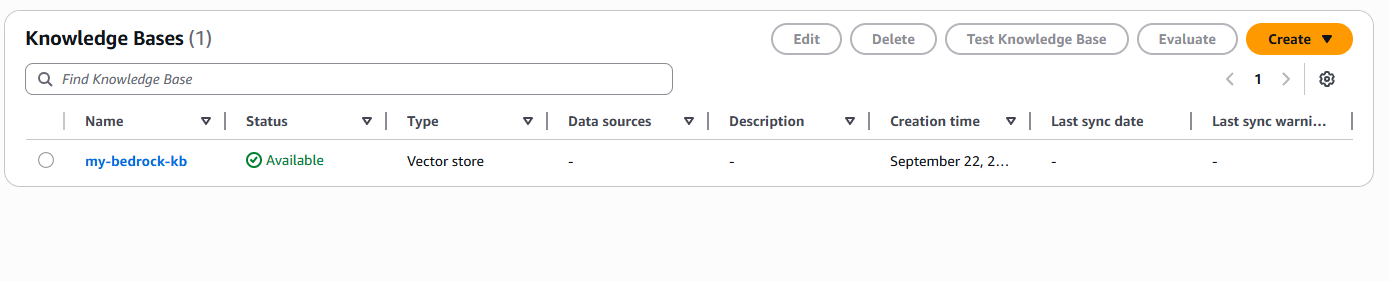 Knowledge Bases (1)
Edit Delete Test Knowledge Base Evaluate Create
Find Knowledge Base
1
Name Status Type Data sources Description Creation time Last sync date Last sync warni...
my-bedrock-kb Available Vector store - - September 22, 2... - -